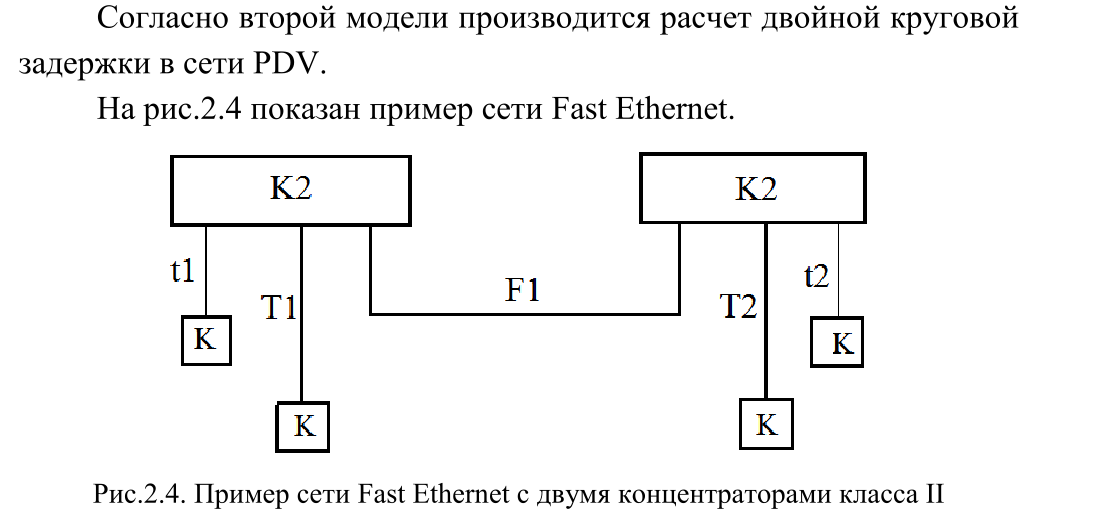 Согласно второй модели производится расчет двойной круговой
задержки в сети PDV.
На рис.2.4 показан пример сети Fast Ethernet.
K2
K2
t1
T1
F1
T2
t2
K
K
K
K
Рис.2.4. Пример сети Fast Ethernet с двумя концентраторами класса II